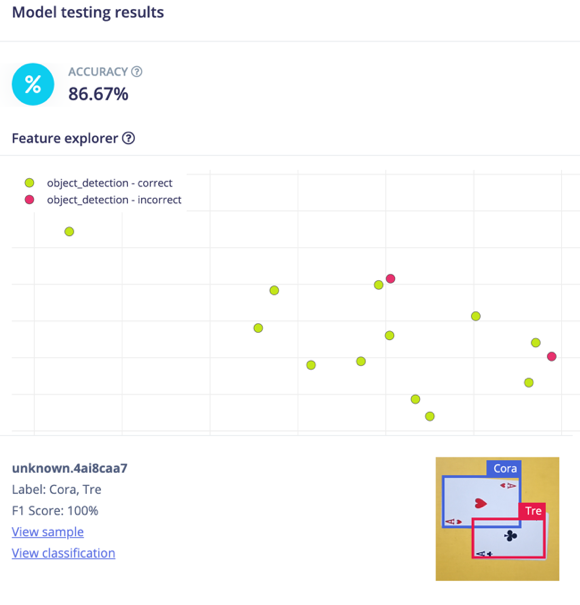 Model testing results
%
ACCURACY ?
86.67%
Feature explorer ?
object_detection - correct
object_detection - incorrect
unknown.4ai8caa7
Label: Cora, Tre
F1 Score: 100%
View sample
View classification
Cora
A
A
Tre
A